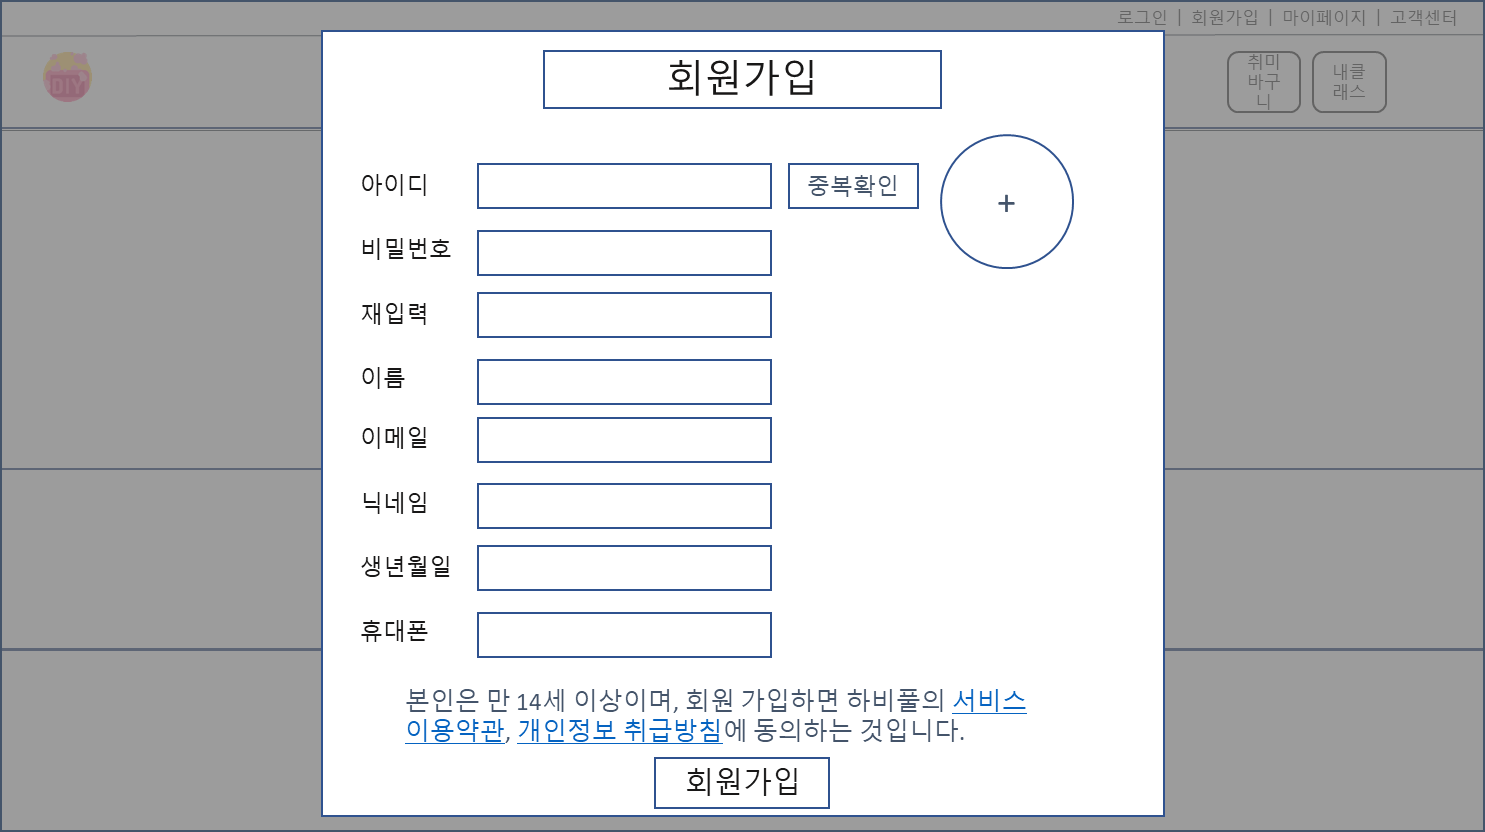 로그인 | 회원가입 | 마이페이지 | 고객센터
DIY
취미
바구
니
내클
래스
회원가입
아이디
중복확인
+
비밀번호
재입력
이름
이메일
닉네임
생년월일
휴대폰
본인은 만 14세 이상이며, 회원 가입하면 하비풀의 서비스
이용약관, 개인정보 취급방침에 동의하는 것입니다.
회원가입